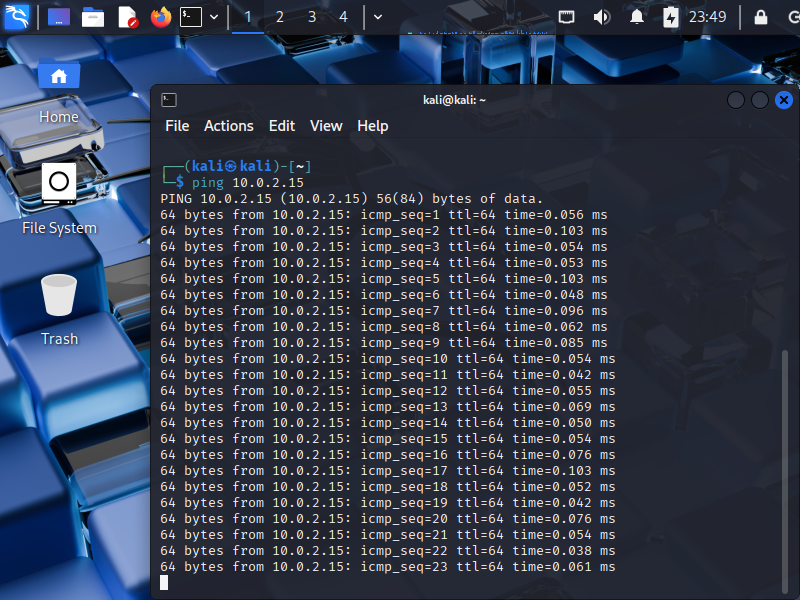 1 2 3 4 23:49
Home
File System
Trash
kali@kali: ~
File Actions Edit View Help
┌──(kali㉿kali)-[~]
└─$ ping 10.0.2.15
PING 10.0.2.15 (10.0.2.15) 56(84) bytes of data.
64 bytes from 10.0.2.15: icmp_seq=1 ttl=64 time=0.056 ms
64 bytes from 10.0.2.15: icmp_seq=2 ttl=64 time=0.103 ms
64 bytes from 10.0.2.15: icmp_seq=3 ttl=64 time=0.054 ms
64 bytes from 10.0.2.15: icmp_seq=4 ttl=64 time=0.053 ms
64 bytes from 10.0.2.15: icmp_seq=5 ttl=64 time=0.103 ms
64 bytes from 10.0.2.15: icmp_seq=6 ttl=64 time=0.048 ms
64 bytes from 10.0.2.15: icmp_seq=7 ttl=64 time=0.096 ms
64 bytes from 10.0.2.15: icmp_seq=8 ttl=64 time=0.062 ms
64 bytes from 10.0.2.15: icmp_seq=9 ttl=64 time=0.085 ms
64 bytes from 10.0.2.15: icmp_seq=10 ttl=64 time=0.054 ms
64 bytes from 10.0.2.15: icmp_seq=11 ttl=64 time=0.042 ms
64 bytes from 10.0.2.15: icmp_seq=12 ttl=64 time=0.055 ms
64 bytes from 10.0.2.15: icmp_seq=13 ttl=64 time=0.069 ms
64 bytes from 10.0.2.15: icmp_seq=14 ttl=64 time=0.050 ms
64 bytes from 10.0.2.15: icmp_seq=15 ttl=64 time=0.054 ms
64 bytes from 10.0.2.15: icmp_seq=16 ttl=64 time=0.076 ms
64 bytes from 10.0.2.15: icmp_seq=17 ttl=64 time=0.103 ms
64 bytes from 10.0.2.15: icmp_seq=18 ttl=64 time=0.052 ms
64 bytes from 10.0.2.15: icmp_seq=19 ttl=64 time=0.042 ms
64 bytes from 10.0.2.15: icmp_seq=20 ttl=64 time=0.076 ms
64 bytes from 10.0.2.15: icmp_seq=21 ttl=64 time=0.054 ms
64 bytes from 10.0.2.15: icmp_seq=22 ttl=64 time=0.038 ms
64 bytes from 10.0.2.15: icmp_seq=23 ttl=64 time=0.061 ms